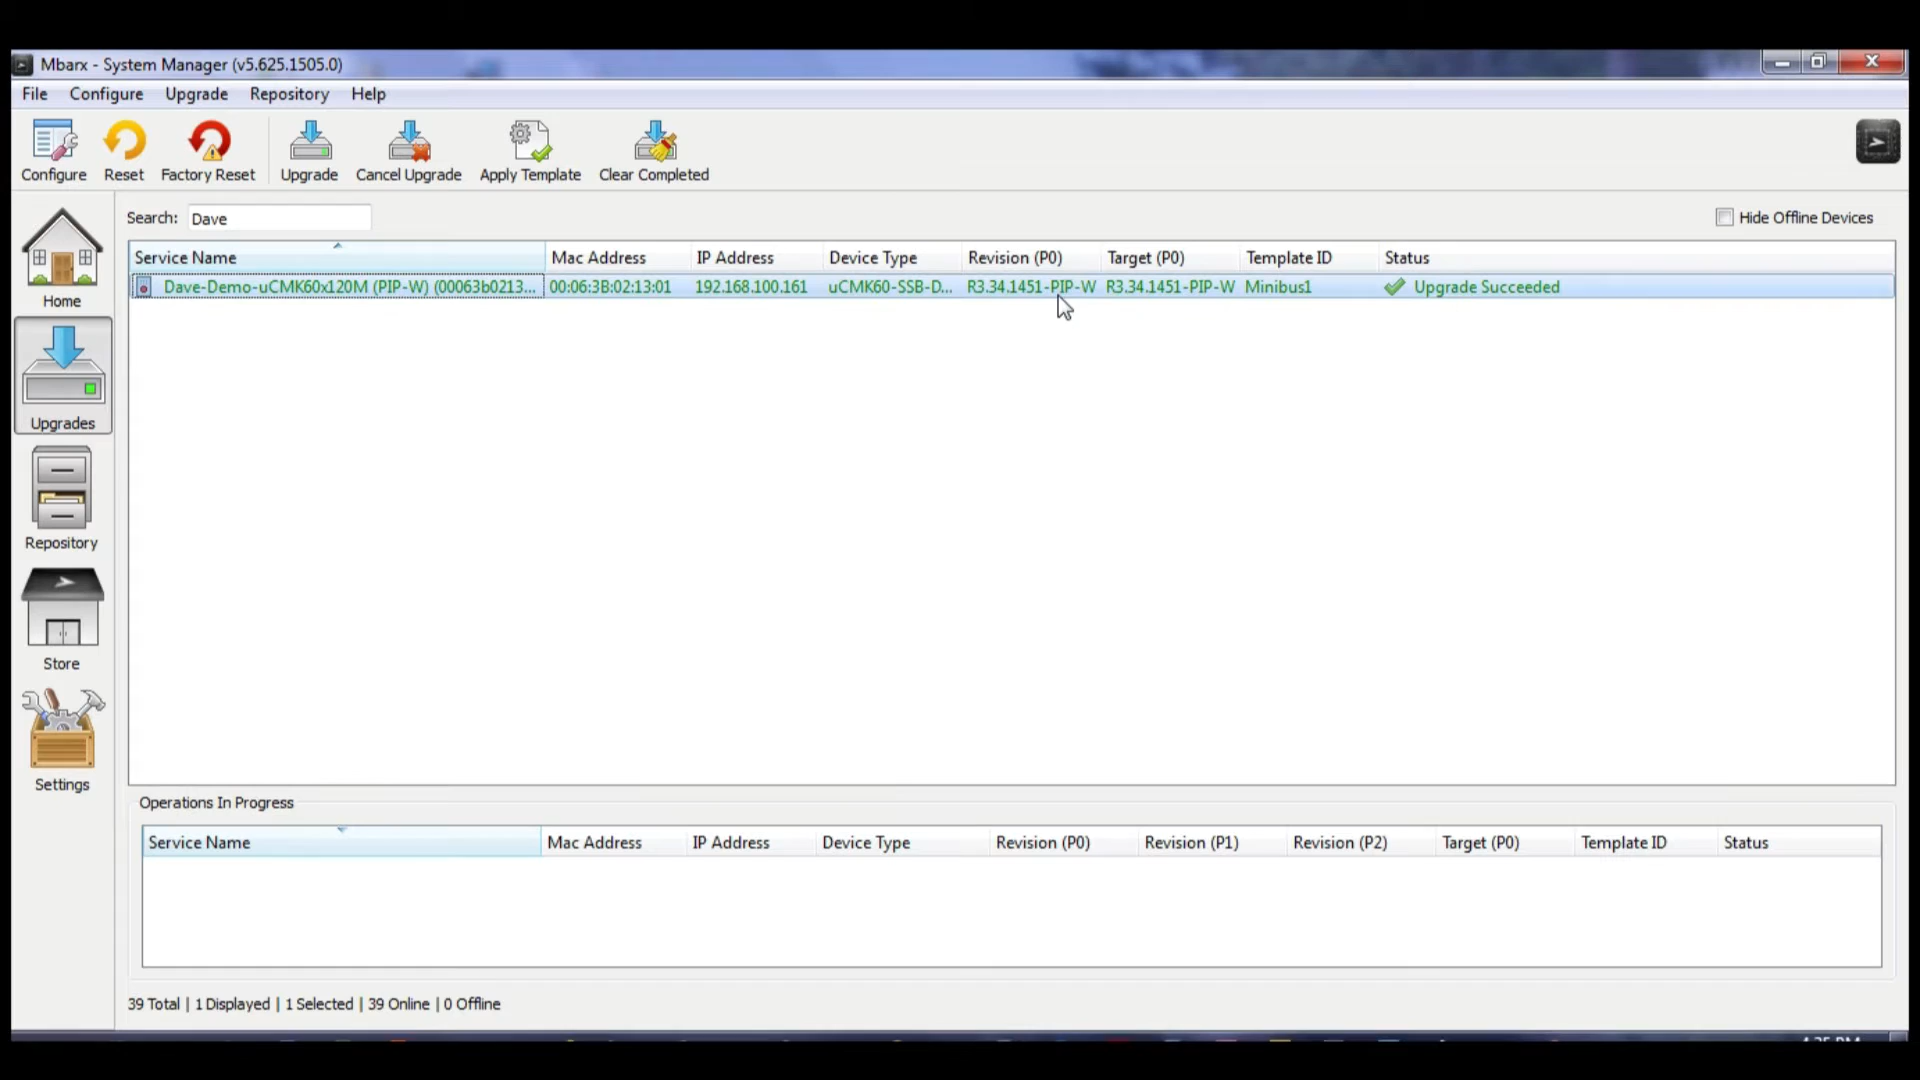 Mbarx - System Manager (v5.625.1505.0)
File Configure Upgrade Repository Help
Configure Reset Factory Reset Upgrade Cancel Upgrade Apply Template Clear Completed
Search: Dave Hide Offline Devices
Service Name Mac Address IP Address Device Type Revision (P0) Target (P0) Template ID Status
Dave-Demo-uCMK60x120M (PIP-W) (00063b0213... 00:06:3B:02:13:01 192.168.100.161 uCMK60-SSB-D... R3.34.1451-PIP-W R3.34.1451-PIP-W Minibus1 Upgrade Succeeded
Home
Upgrades
Repository
Store
Settings
Operations In Progress
Service Name Mac Address IP Address Device Type Revision (P0) Revision (P1) Revision (P2) Target (P0) Template ID Status
39 Total | 1 Displayed | 1 Selected | 39 Online | 0 Offline